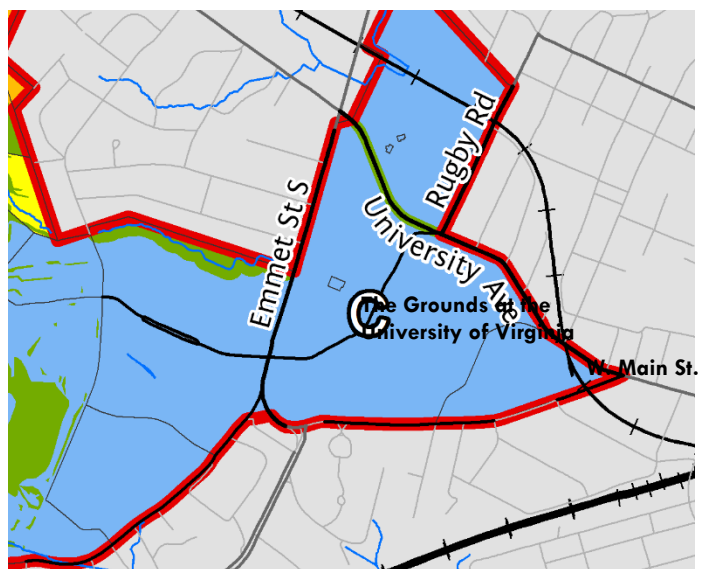 Rugby Rd
Emmet St S
University Ave
C
The Grounds at the
University of Virginia
W. Main St.